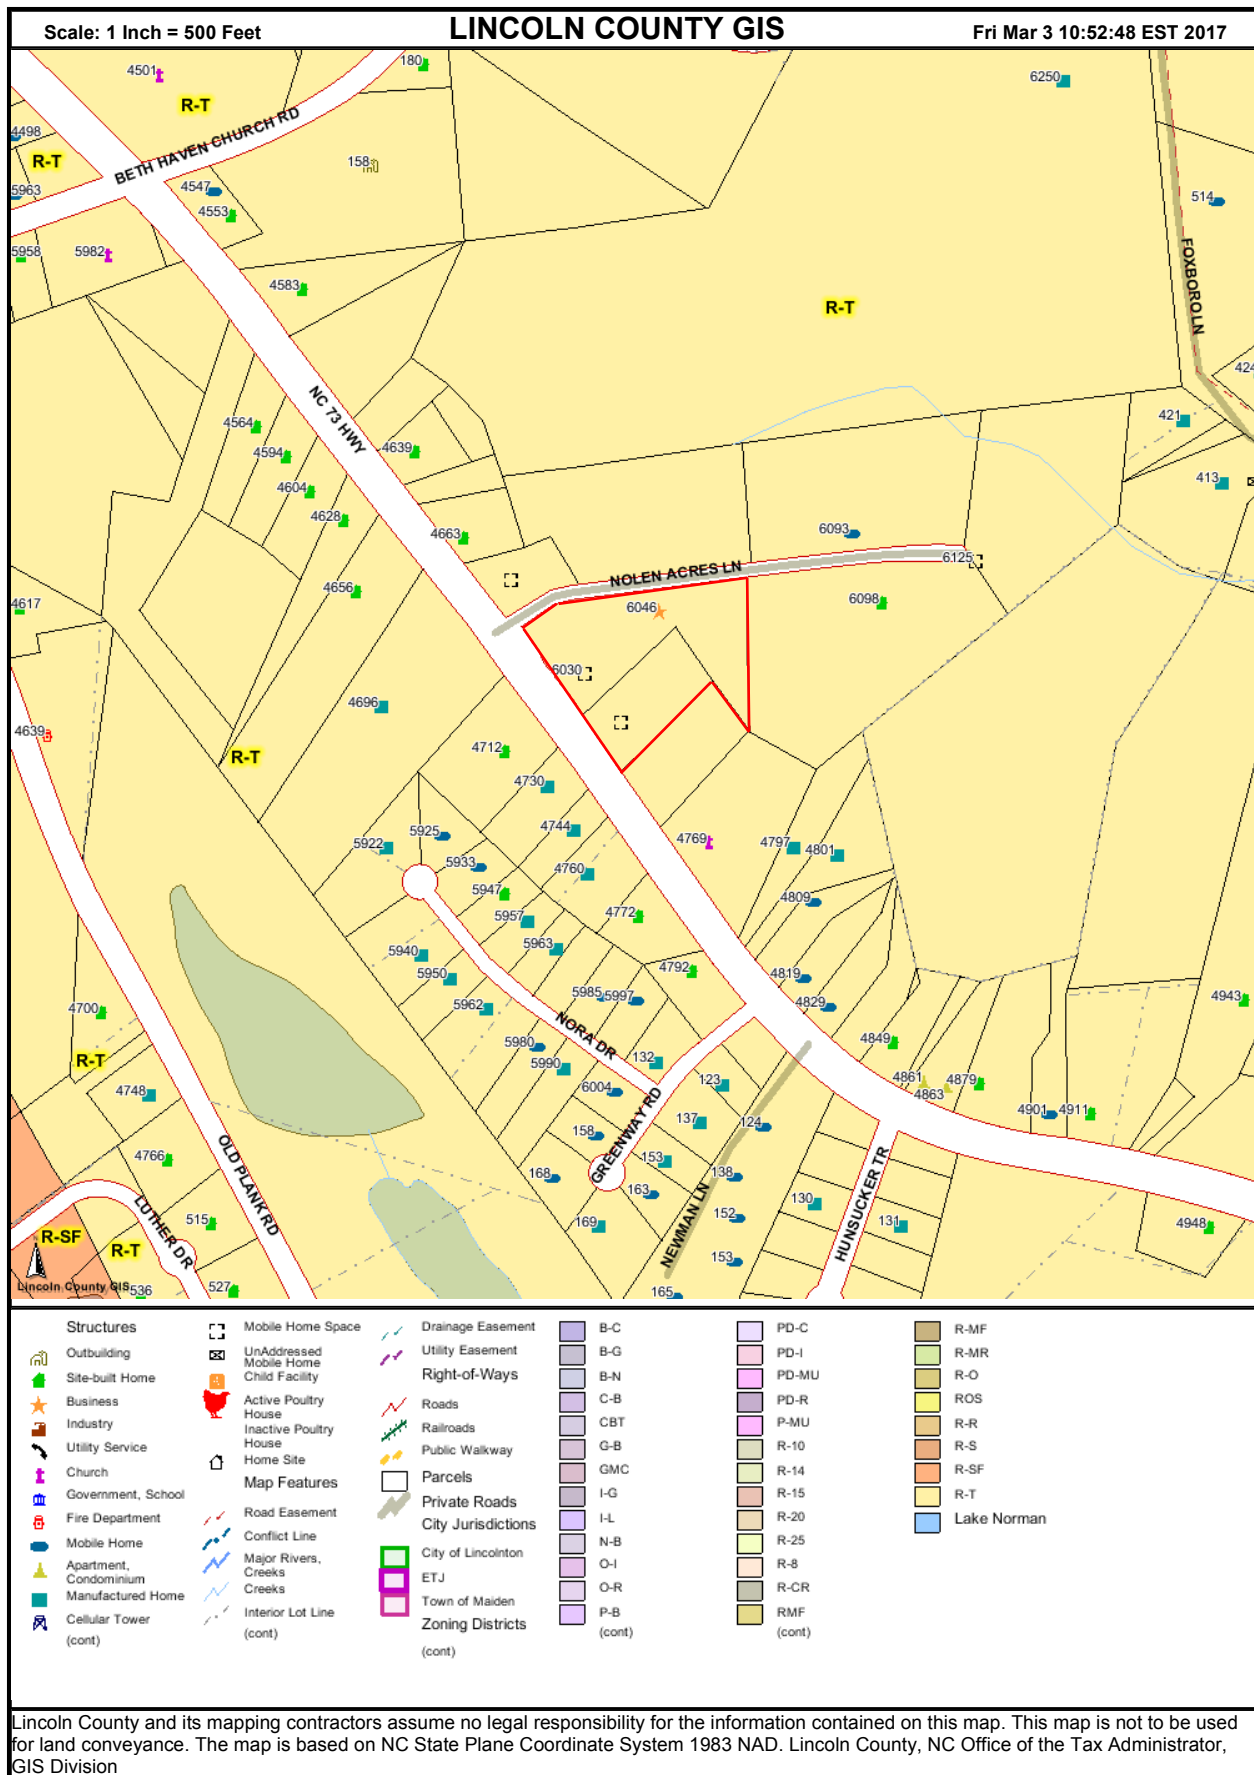 Scale: 1 Inch = 500 Feet
LINCOLN COUNTY GIS
Fri Mar 3 10:52:48 EST 2017
4501
180
6250
R-T
4498
BETH HAVEN CHURCH RD
R-T
158
5963
4547
514
4553
5958
5982
FOXBORO LN
4583
R-T
424
NC 73 HWY
421
4564
4639
4594
413
4604
4628
4663
6093
6125
NOLEN ACRES LN
4656
4617
6046
6098
6030
4696
4639
4712
R-T
4730
4744
5925
5922
4769
4797
4801
5933
4760
5947
4809
5957
4772
5963
5940
5950
4792
4819
5985
5997
4943
5962
4829
4700
NORA DR
5980
4849
R-T
132
5990
4861
4879
123
4863
4748
6004
GREENWAY RD
4901
4911
137
124
158
OLD PLANK RD
4766
153
168
138
HUNSUCKER TR
163
NEWMAN LN
130
LUTHER DR
515
152
169
131
4948
R-SF
R-T
153
Lincoln County GIS
536
527
165
Structures
Outbuilding
Site-built Home
Business
Industry
Utility Service
Church
Government, School
Fire Department
Mobile Home
Apartment,
Condominium
Manufactured Home
Cellular Tower
(cont)
Mobile Home Space
UnAddressed
Mobile Home
Child Facility
Active Poultry
House
Inactive Poultry
House
Home Site
Map Features
Road Easement
Conflict Line
Major Rivers,
Creeks
Creeks
Interior Lot Line
(cont)
Drainage Easement
Utility Easement
Right-of-Ways
Roads
Railroads
Public Walkway
Parcels
Private Roads
City Jurisdictions
City of Lincolnton
ETJ
Town of Maiden
Zoning Districts
(cont)
B-C
B-G
B-N
C-B
CBT
G-B
GMC
I-G
I-L
N-B
O-I
O-R
P-B
(cont)
PD-C
PD-I
PD-MU
PD-R
P-MU
R-10
R-14
R-15
R-20
R-25
R-8
R-CR
RMF
(cont)
R-MF
R-MR
R-O
ROS
R-R
R-S
R-SF
R-T
Lake Norman
Lincoln County and its mapping contractors assume no legal responsibility for the information contained on this map. This map is not to be used
for land conveyance. The map is based on NC State Plane Coordinate System 1983 NAD. Lincoln County, NC Office of the Tax Administrator,
GIS Division